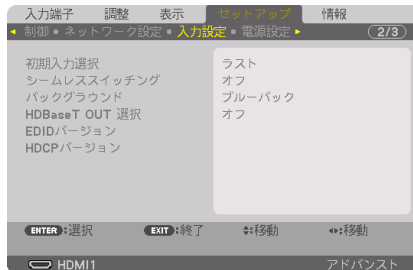 入力端子 調整 表示 セットアップ 情報
制御 • ネットワーク設定 • 入力設定 • 電源設定 2/3
初期入力選択 ラスト
シームレススイッチング オフ
バックグラウンド ブルーバック
HDBaseT OUT 選択 オフ
EDIDバージョン
HDCPバージョン
ENTER:選択 EXIT:終了 :移動 :移動
HDMI1 アドバンスト